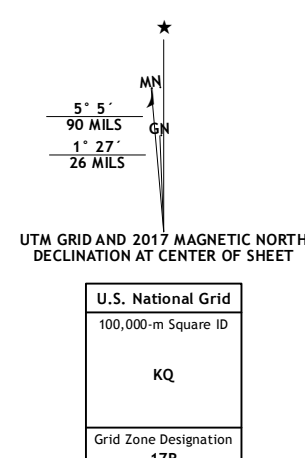 ★
MN
5° 5´
90 MILS
GN
1° 27´
26 MILS
UTM GRID AND 2017 MAGNETIC NORTH
DECLINATION AT CENTER OF SHEET
U.S. National Grid
100,000-m Square ID
KQ
Grid Zone Designation